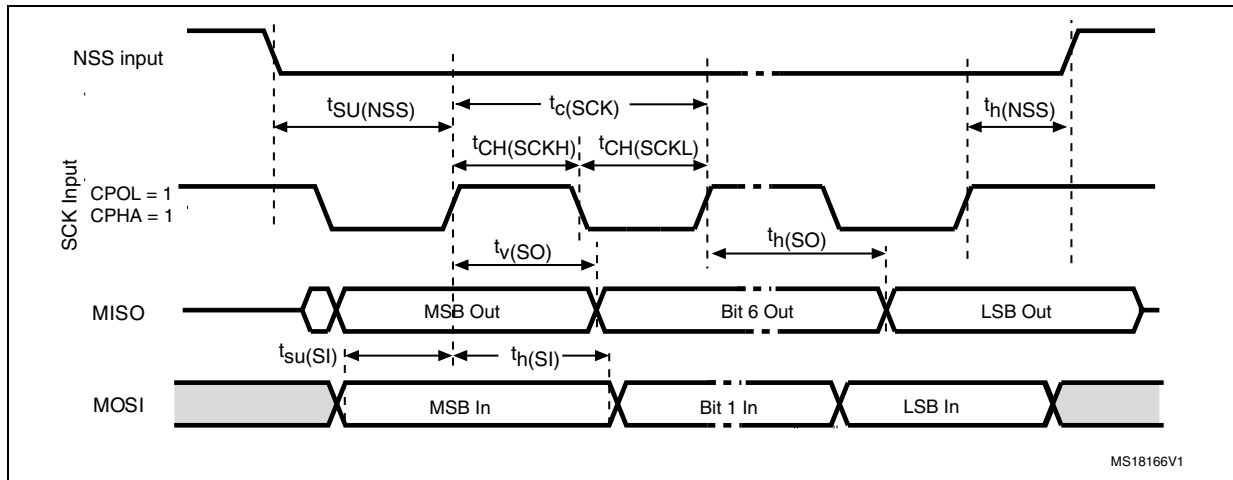 NSS input
tSU(NSS)
tc(SCK)
th(NSS)
tCH(SCKH)
tCH(SCKL)
SCK Input
CPOL = 1
CPHA = 1
tv(SO)
th(SO)
MISO
MSB Out
Bit 6 Out
LSB Out
tsu(SI)
th(SI)
MOSI
MSB In
Bit 1 In
LSB In
MS18166V1